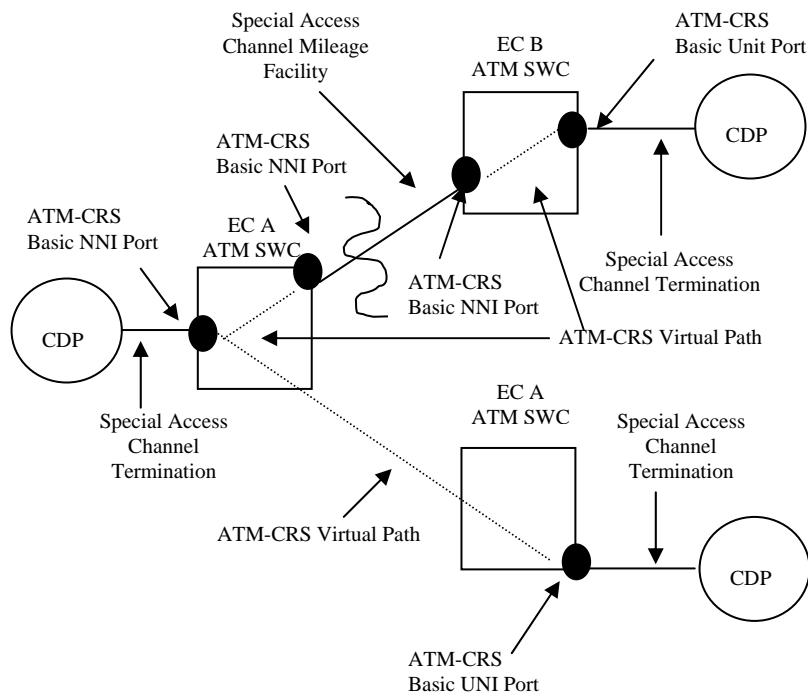 Special Access
Channel Mileage
Facility
EC B
ATM SWC
ATM-CRS
Basic Unit Port
CDP
ATM-CRS
Basic NNI Port
ATM-CRS
Basic NNI Port
EC A
ATM SWC
ATM-CRS
Basic NNI Port
Special Access
Channel Termination
CDP
ATM-CRS Virtual Path
Special Access
Channel
Termination
EC A
ATM SWC
Special Access
Channel
Termination
ATM-CRS Virtual Path
CDP
ATM-CRS
Basic UNI Port